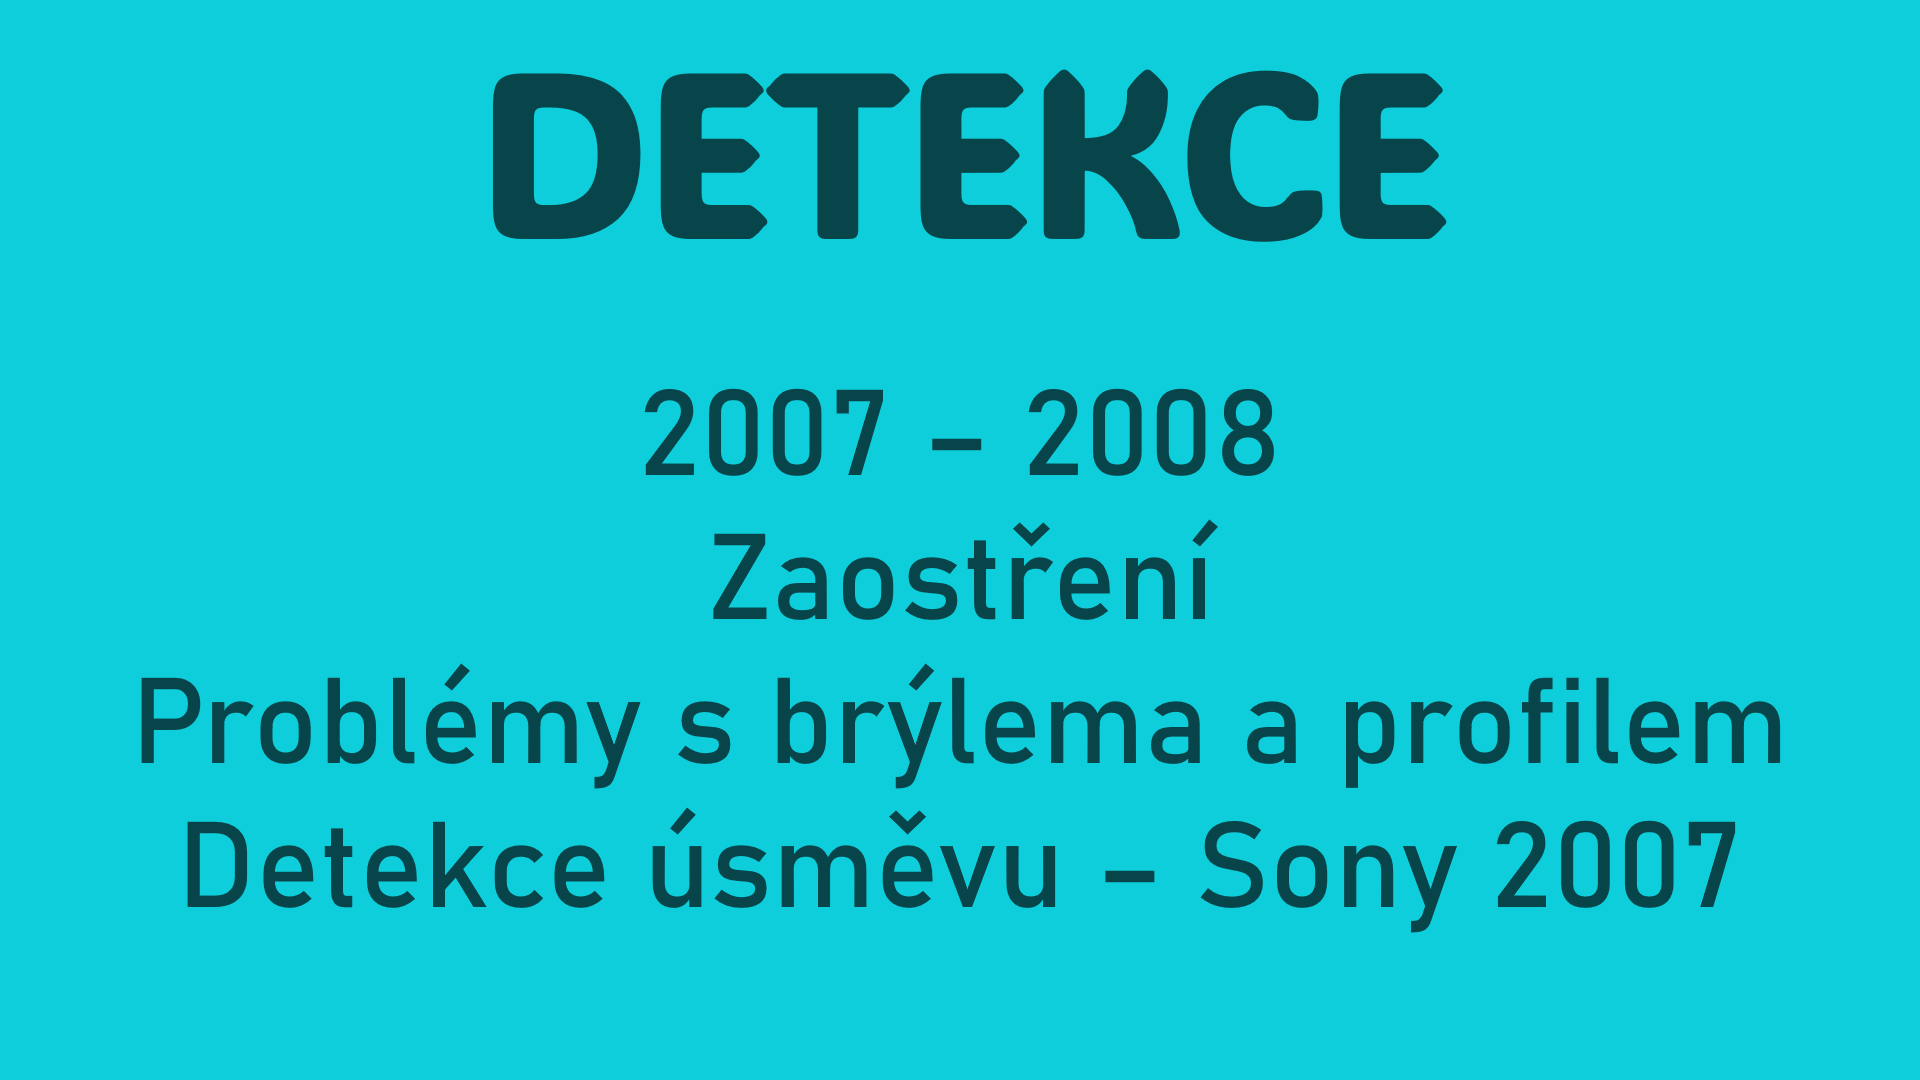 DETEKCE
2007 – 2008
Zaostření
Problémy s brýlema a profilem
Detekce úsměvu – Sony 2007